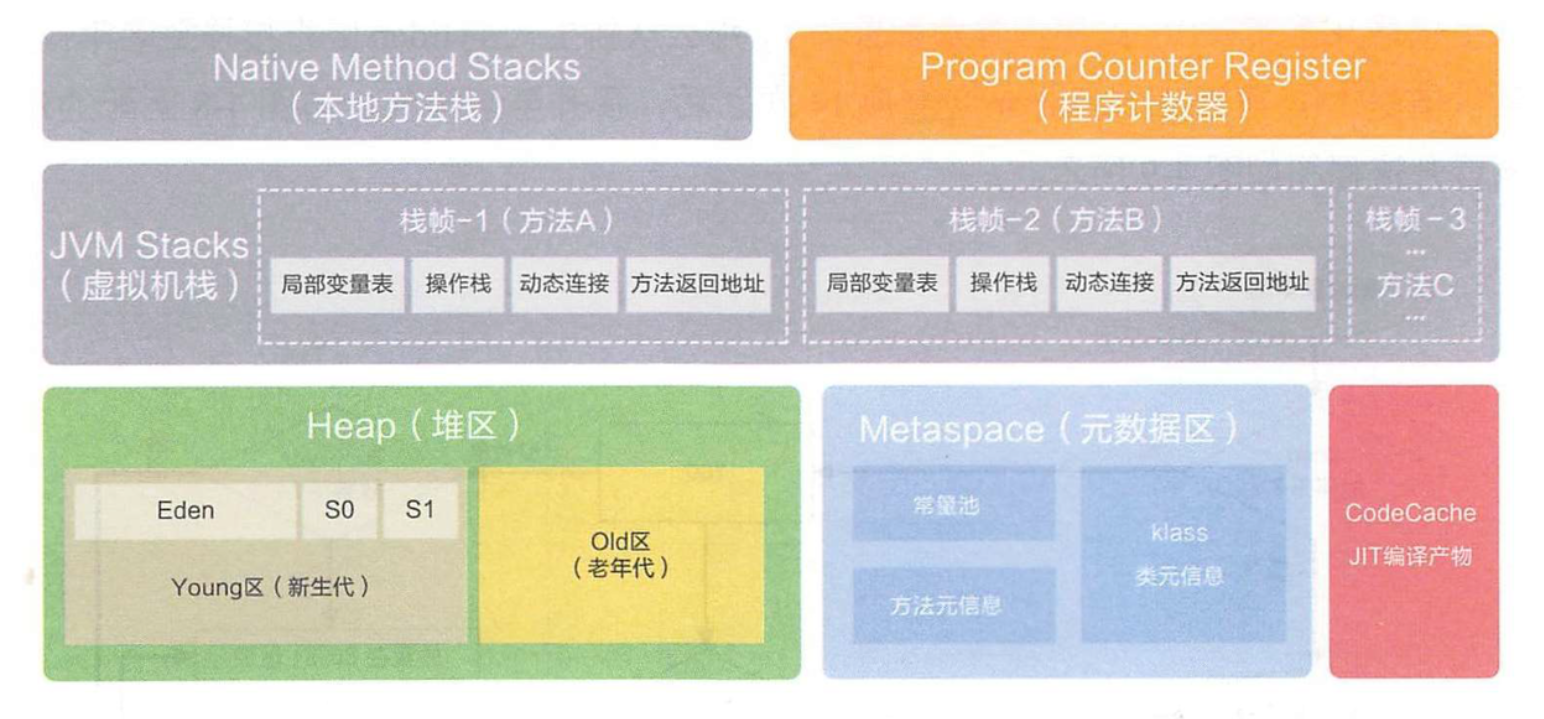 Native Method Stacks
（本地方法栈）
Program Counter Register
（程序计数器）
JVM Stacks
（虚拟机栈）
栈帧-1（方法A）
局部变量表
操作栈
动态连接
方法返回地址
栈帧-2（方法B）
局部变量表
操作栈
动态连接
方法返回地址
栈帧-3
...
方法C
...
Heap（堆区）
Eden
S0
S1
Young区（新生代）
Old区
（老年代）
Metaspace（元数据区）
常量池
方法元信息
klass
类元信息
CodeCache
JIT编译产物